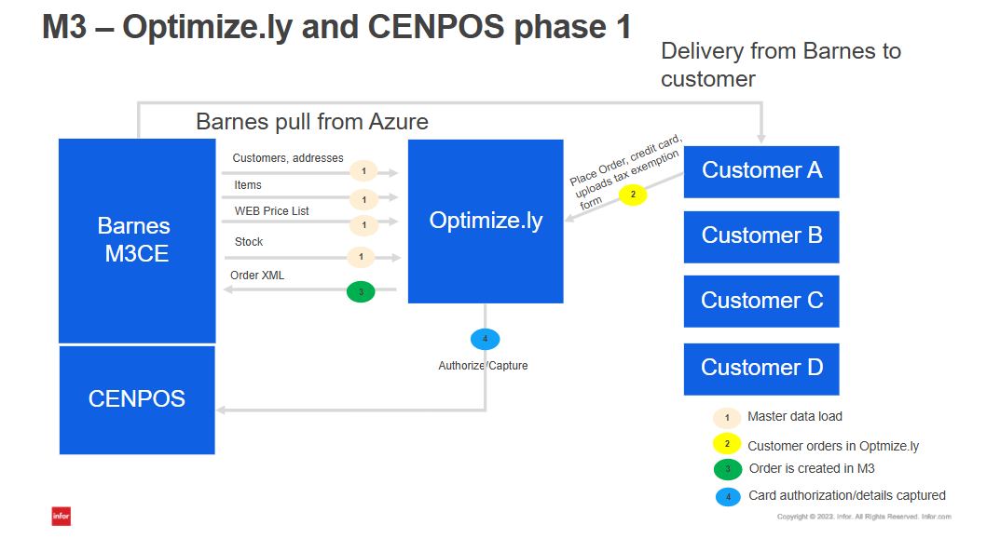 M3 – Optimize.ly and CENPOS phase 1
Delivery from Barnes to
customer
Barnes pull from Azure
Customers, addresses
1
Items
1
WEB Price List
1
Stock
1
Order XML
3
Barnes
M3CE
Optimize.ly
Place Order, credit card,
uploads tax exemption
form
2
Customer A
Customer B
Customer C
Customer D
4
Authorize/Capture
CENPOS
1 Master data load
2 Customer orders in Optmize.ly
3 Order is created in M3
4 Card authorization/details captured
infor
Copyright © 2023. Infor. All Rights Reserved. Infor.com